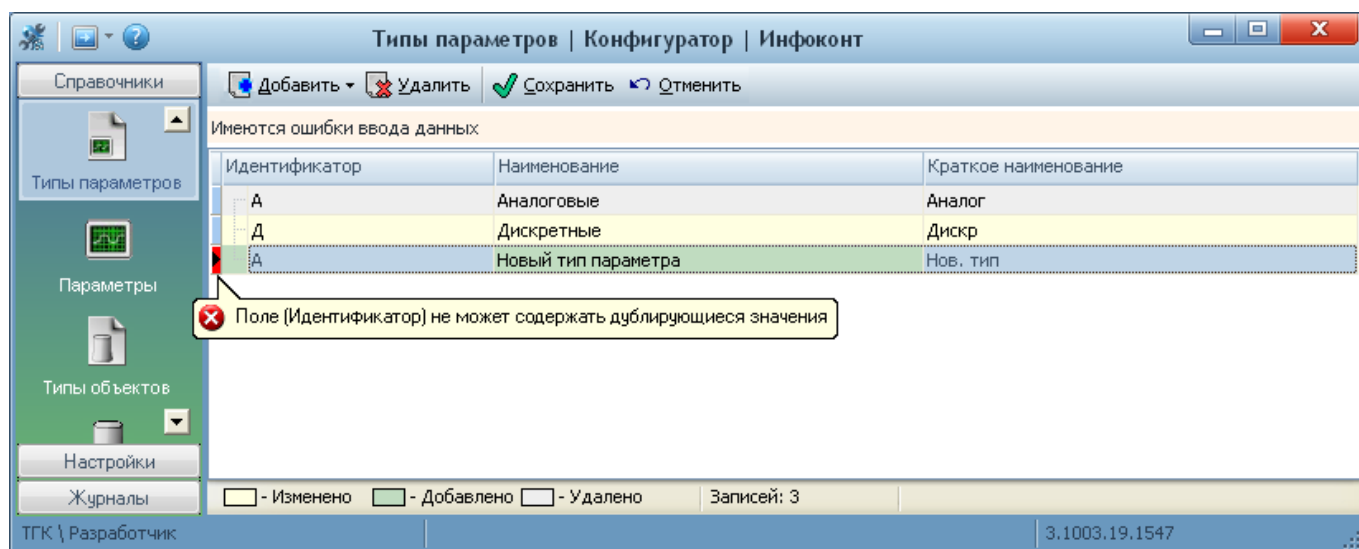 Типы параметров | Конфигуратор | Инфоконт
Справочники
Добавить Удалить Сохранить Отменить
Имеются ошибки ввода данных
Типы параметров
Идентификатор Наименование Краткое наименование
А Аналоговые Аналог
Д Дискретные Дискр
А Новый тип параметра Нов. тип
Параметры
Поле (Идентификатор) не может содержать дублирующиеся значения
Типы объектов
Настройки
Журналы
- Изменено - Добавлено - Удалено Записей: 3
ТГК \ Разработчик 3.1003.19.1547